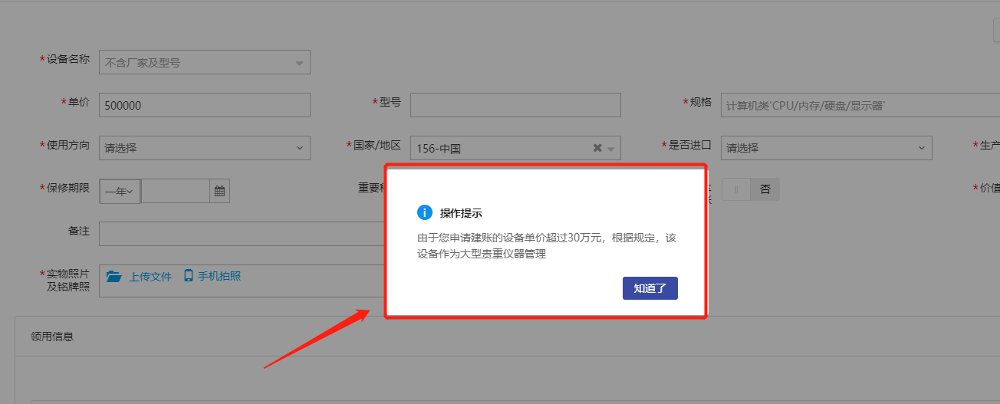 *设备名称 不含厂家及型号
*单价 500000 *型号 *规格 计算机类'CPU/内存/硬盘/显示器'
*使用方向 请选择 *国家/地区 156-中国 *是否进口 请选择 *生产
*保修期限 一年 重要 否 *价值
操作提示
由于您申请建账的设备单价超过30万元，根据规定，该
设备作为大型贵重仪器管理
知道了
备注
*实物照片
及铭牌照
上传文件 手机拍照
领用信息